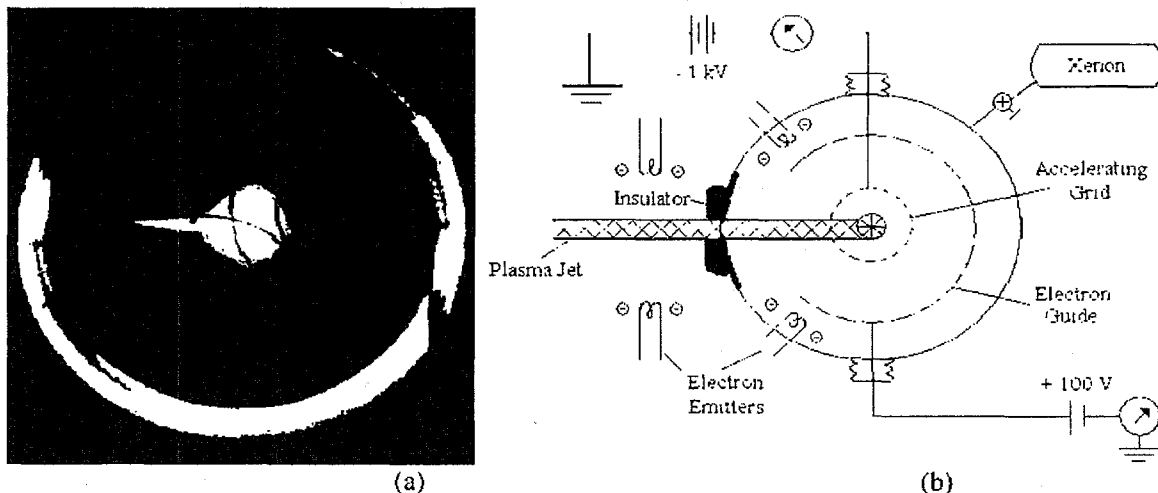 - 1 kV
Xenon
Insulator
Accelerating
Grid
Plasma Jet
Electron
Guide
Electron
Emitters
+ 100 V
(a)
(b)